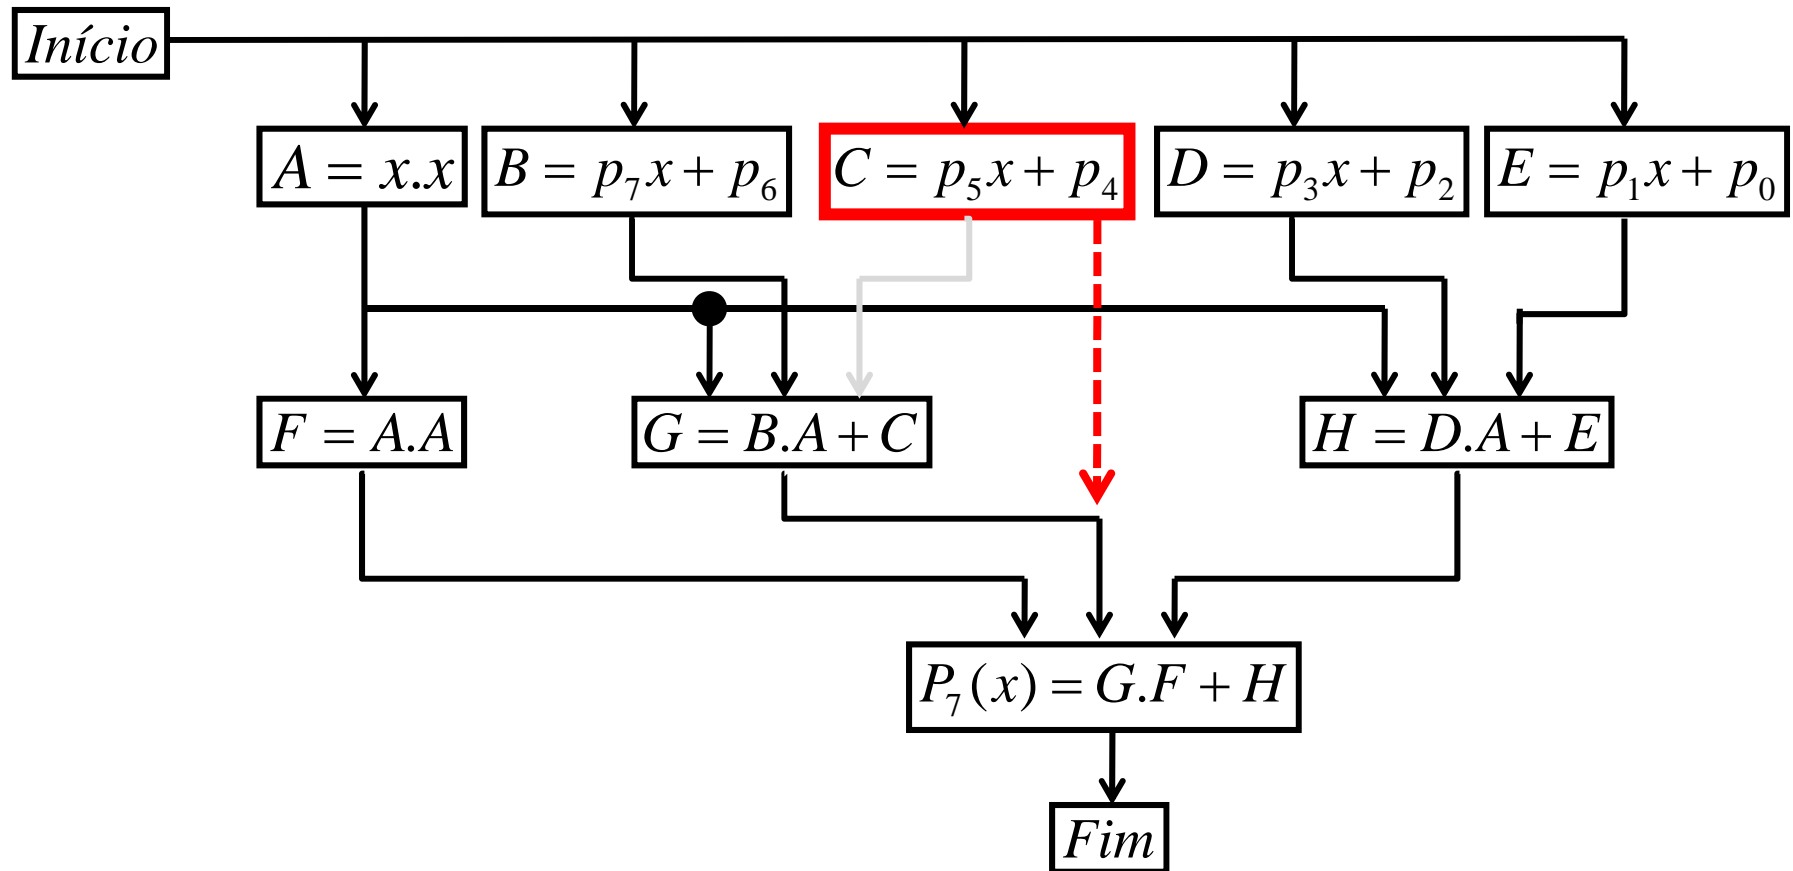 Início
A = x.x
B = p₇x + p₆
C = p₅x + p₄
D = p₃x + p₂
E = p₁x + p₀
F = A.A
G = B.A + C
H = D.A + E
P₇(x) = G.F + H
Fim